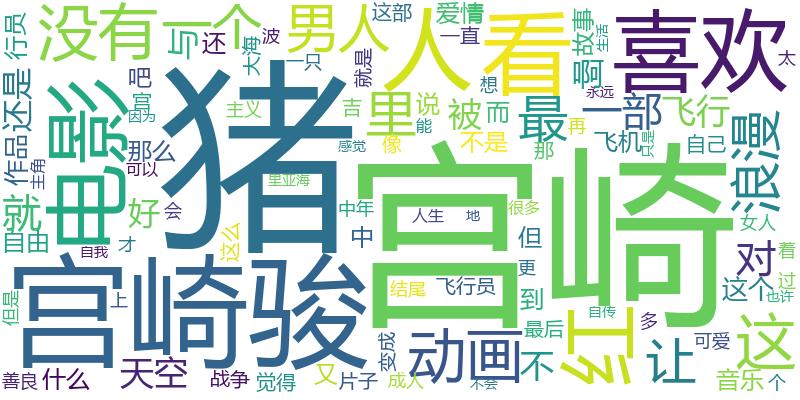 没有
一个
与
还
波
男人
这部
爱情
人
看
一直
故事
生活
喜欢
太
行员
还是
作品
主角
电影
吧
宫
因为
那么
可以
大海
一只
就是
猪
主义
吉
里
说
能
被
想
而
最
一部
飞行
永远
再
不是
像
那
飞机
只是
自己
浪漫
就
好
会
自由
自我
才
这么
里亚海
感觉
中年
中
人生
地
很多
但
更
宫崎
女人
对
着
过
这个
也许
但是
上
宫崎骏
结尾
飞行员
到
最后
变成
动画
不
红
自传
让
多
可爱
这
善良
什么
天空
战争
觉得
又
片子
成人
不会
音乐
个